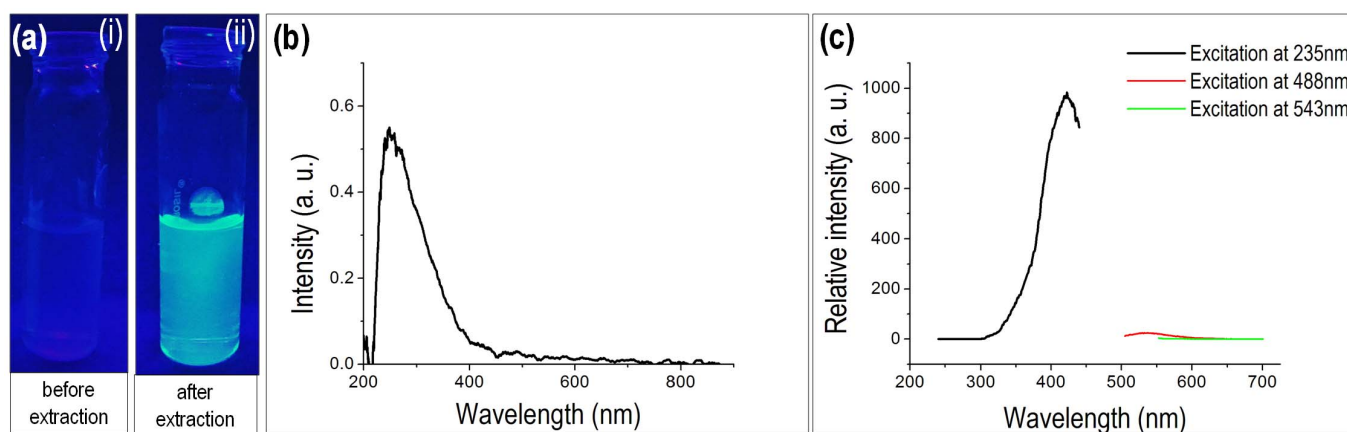 (a)
(i)
(ii)
before
extraction
after
extraction
(b)
Intensity (a. u.)
0.6
0.4
0.2
0.0
200
400
600
800
Wavelength (nm)
(c)
Excitation at 235nm
Excitation at 488nm
Excitation at 543nm
Relative intensity (a. u.)
1000
800
600
400
200
0
200
300
400
500
600
700
Wavelength (nm)